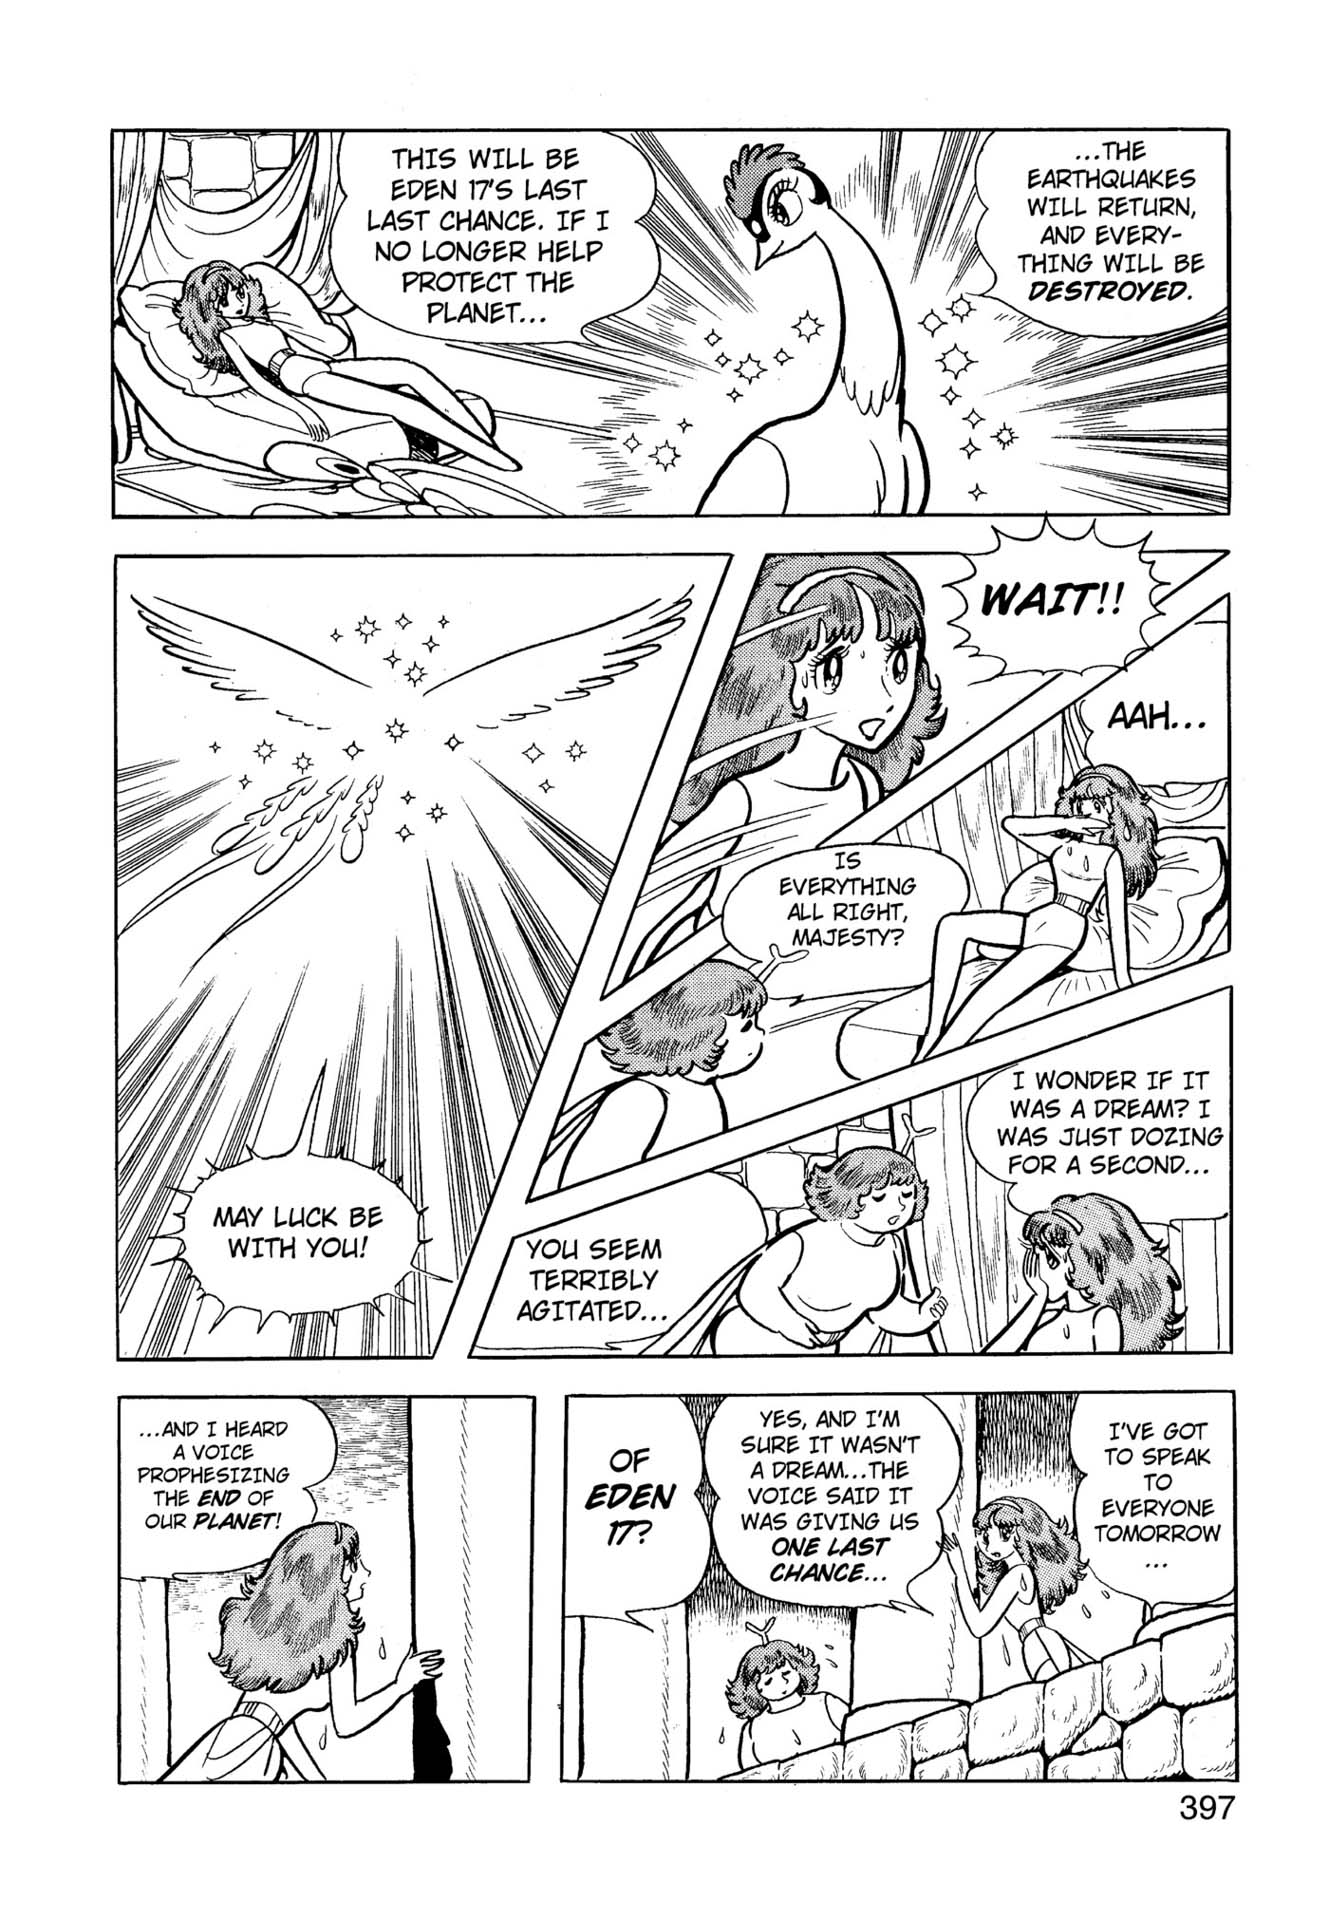 THIS WILL BE
EDEN 17'S LAST
LAST CHANCE. IF I
NO LONGER HELP
PROTECT THE
PLANET...
...THE
EARTHQUAKES
WILL RETURN,
AND EVERY-
THING WILL BE
DESTROYED.
MAY LUCK BE
WITH YOU!
WAIT!!
AAH...
IS
EVERYTHING
ALL RIGHT,
MAJESTY?
YOU SEEM
TERRIBLY
AGITATED...
I WONDER IF IT
WAS A DREAM? I
WAS JUST DOZING
FOR A SECOND...
...AND I HEARD
A VOICE
PROPHESIZING
THE END OF
OUR PLANET!
OF
EDEN
17?
YES, AND I'M
SURE IT WASN'T
A DREAM...THE
VOICE SAID IT
WAS GIVING US
ONE LAST
CHANCE...
I'VE GOT
TO SPEAK
TO
EVERYONE
TOMORROW
...
397